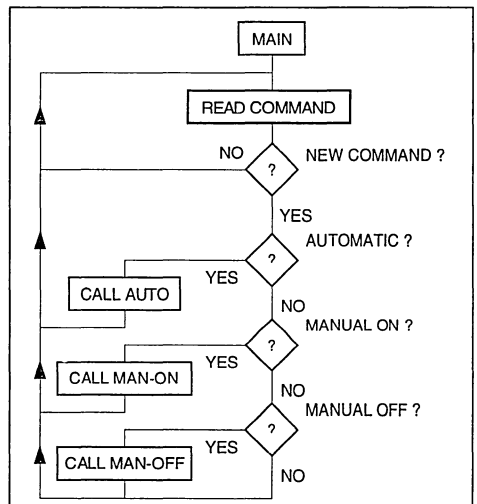 MAIN
READ COMMAND
NO
NEW COMMAND ?
?
YES
AUTOMATIC ?
?
YES
CALL AUTO
NO
MANUAL ON ?
?
YES
CALL MAN-ON
NO
MANUAL OFF ?
?
YES
CALL MAN-OFF
NO